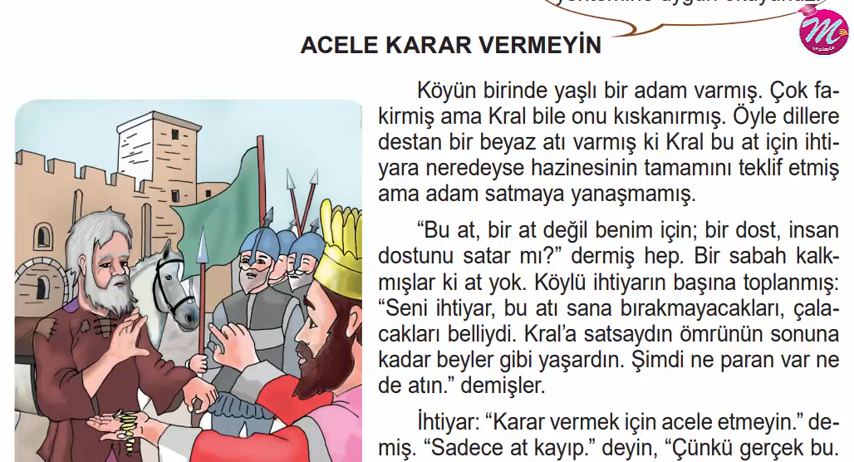 ACELE KARAR VERMEYİN
Köyün birinde yaşlı bir adam varmış. Çok fa-
kirmiş ama Kral bile onu kıskanırmış. Öyle dillere
destan bir beyaz atı varmış ki Kral bu at için ihti-
yara neredeyse hazinesinin tamamını teklif etmiş
ama adam satmaya yanaşmamış.
“Bu at, bir at değil benim için; bir dost, insan
dostunu satar mı?” dermiş hep. Bir sabah kalk-
mışlar ki at yok. Köylü ihtiyarın başına toplanmış:
“Seni ihtiyar, bu atı sana bırakmayacakları, çala-
cakları belliydi. Kral’a satsaydın ömrünün sonuna
kadar beyler gibi yaşardın. Şimdi ne paran var ne
de atın.” demişler.
İhtiyar: “Karar vermek için acele etmeyin.” de-
miş. “Sadece at kayıp.” deyin, “Çünkü gerçek bu.